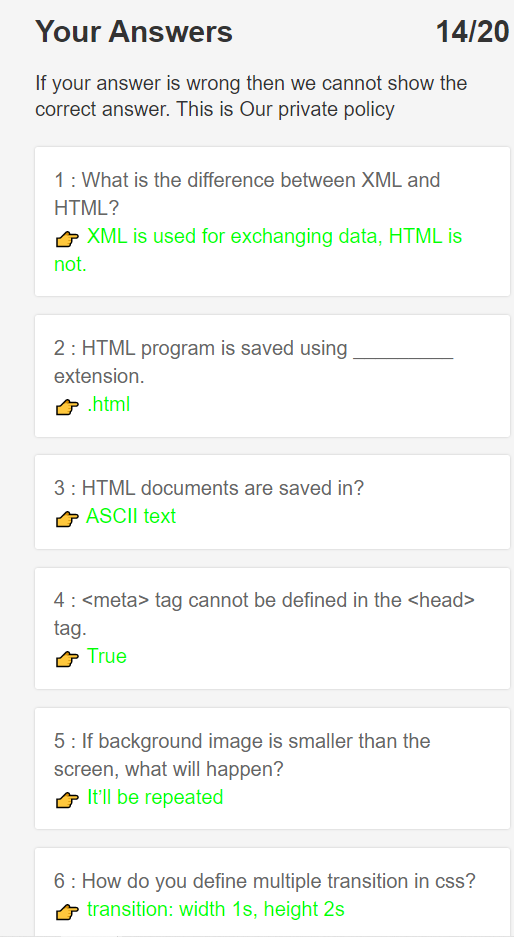 Your Answers 14/20
If your answer is wrong then we cannot show the
correct answer. This is Our private policy
1 : What is the difference between XML and
HTML?
XML is used for exchanging data, HTML is
not.
2 : HTML program is saved using _________
extension.
.html
3 : HTML documents are saved in?
ASCII text
4 : <meta> tag cannot be defined in the <head>
tag.
True
5 : If background image is smaller than the
screen, what will happen?
It’ll be repeated
6 : How do you define multiple transition in css?
transition: width 1s, height 2s